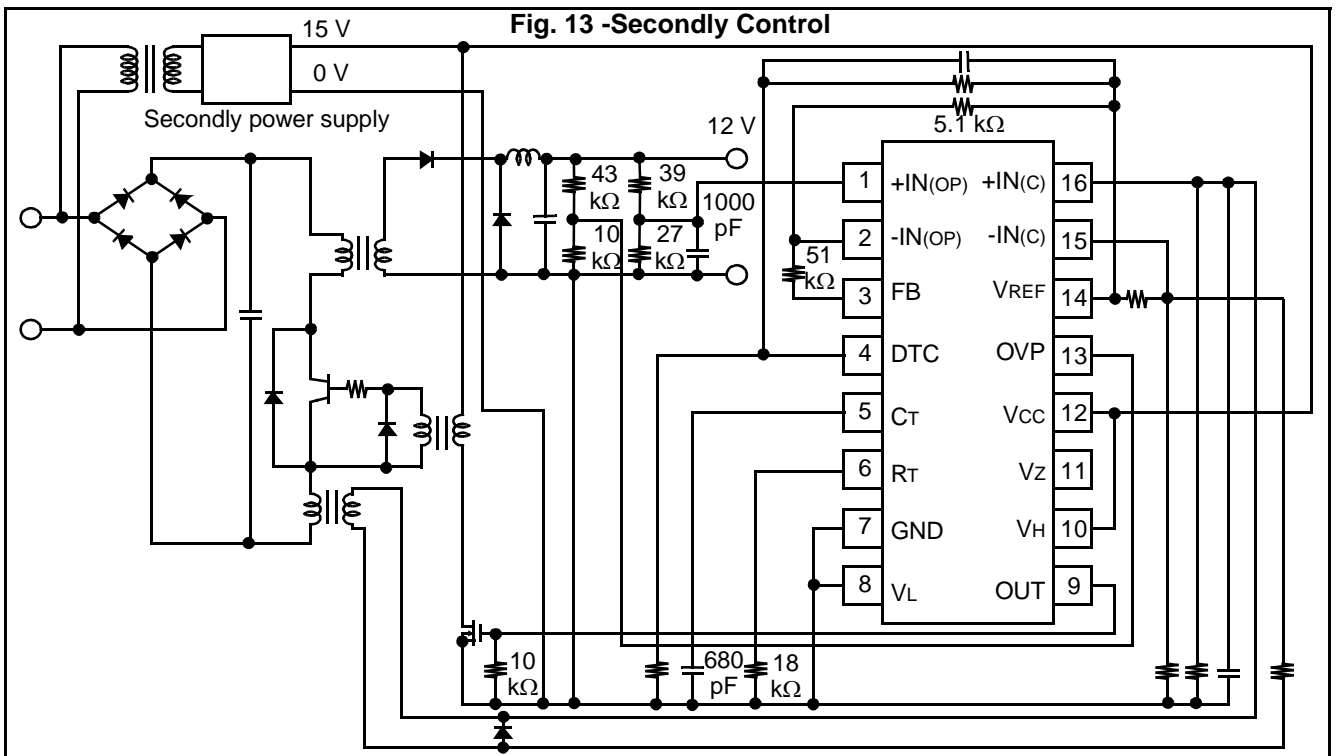 Fig. 13 -Secondly Control
15 V
0 V
Secondly power supply
12 V
43
kΩ
39
kΩ
1000
pF
10
kΩ
27
kΩ
5.1 kΩ
51
kΩ
1 +IN(OP) +IN(C) 16
2 -IN(OP) -IN(C) 15
3 FB VREF 14
4 DTC OVP 13
5 CT VCC 12
6 RT VZ 11
7 GND VH 10
8 VL OUT 9
10
kΩ
680
pF
18
kΩ